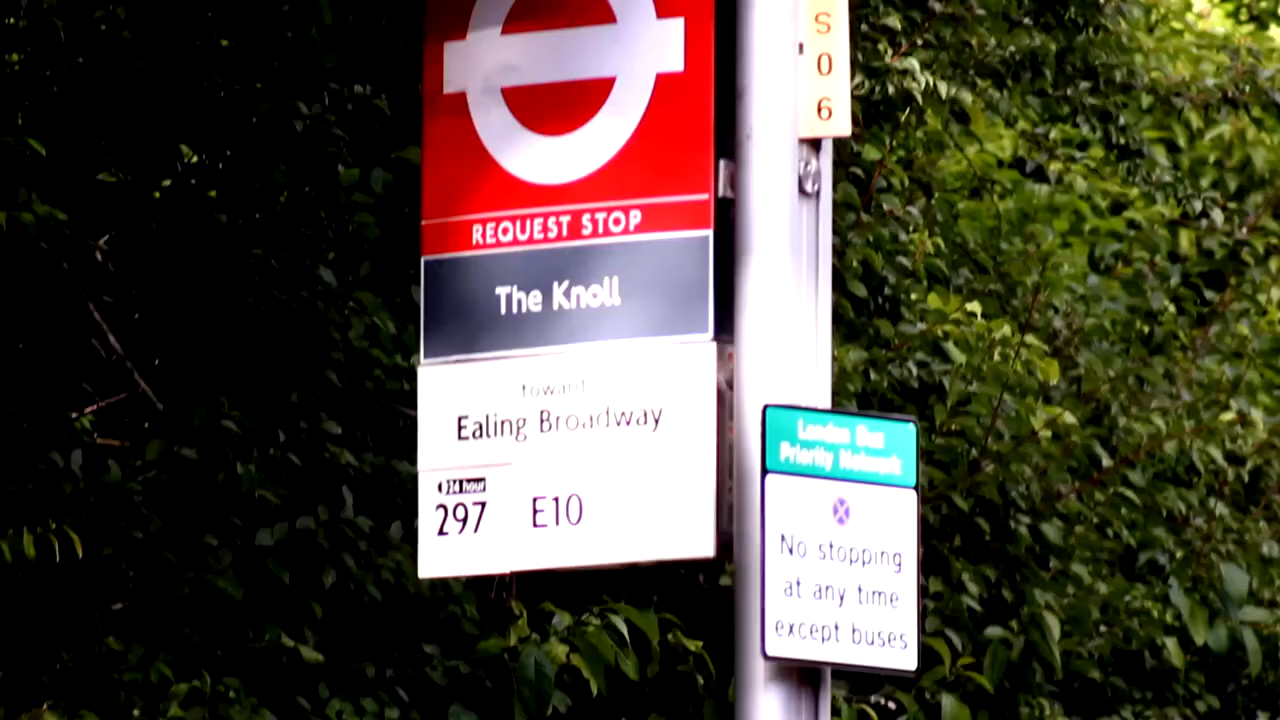 S
0
6
REQUEST STOP
The Knoll
towards
Ealing Broadway
24 hour
297 E10
London Bus
Priority Network
No stopping
at any time
except buses